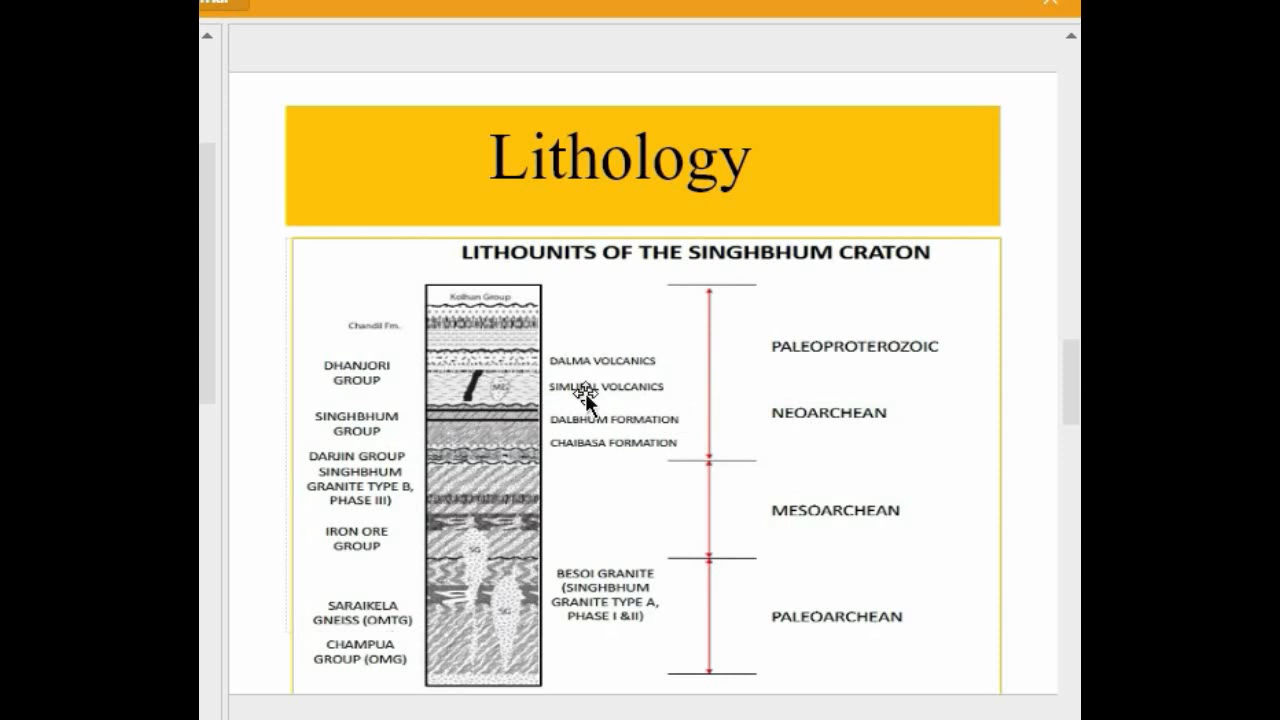 Lithology
LITHOUNITS OF THE SINGHBHUM CRATON
Kolhan Group
Chandil Fm.
DHANJORI
GROUP
SINGHBHUM
GROUP
DARJIN GROUP
SINGHBHUM
GRANITE TYPE B,
PHASE III)
IRON ORE
GROUP
SARAIKELA
GNEISS (OMTG)
CHAMPUA
GROUP (OMG)
SG
SG
DALMA VOLCANICS
VOLCANICS
DALBHUM FORMATION
CHAIBASA FORMATION
BESOI GRANITE
(SINGHBHUM
GRANITE TYPE A,
PHASE I &II)
PALEOPROTEROZOIC
NEOARCHEAN
MESOARCHEAN
PALEOARCHEAN